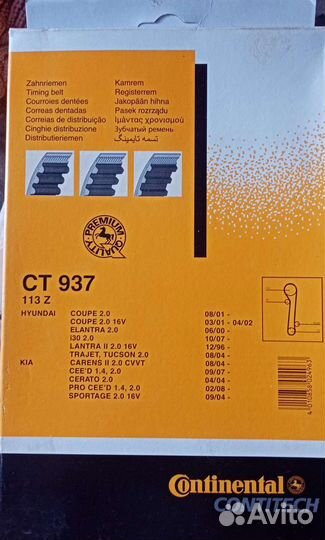 Zahnriemen
Timing belt
Courroies dentées
Correas dentadas
Correias de distribuição
Cinghie distribuzione
Distributieriemen
Kamrem
Registerrem
Jakopään hihna
Pasek rozrządu
Ιμάντας χρονισμού
Зубчатый ремень
تسمه تایمینگ
PREMIUM QUALITY
CT 937
113 Z
HYUNDAI COUPE 2.0 08/01 -
COUPE 2.0 16V 03/01 - 04/02
ELANTRA 2.0 06/00 -
i30 2.0 10/07 -
LANTRA II 2.0 16V 12/96 -
TRAJET, TUCSON 2.0 08/04 -
KIA CARENS II 2.0 CVVT 08/04 -
CEE'D 1.4, 2.0 09/07 -
CERATO 2.0 04/04 -
PRO CEE'D 1.4, 2.0 02/08 -
SPORTAGE 2.0 16V 09/04 -
4010858024963
Continental
CONTITECH
Avito